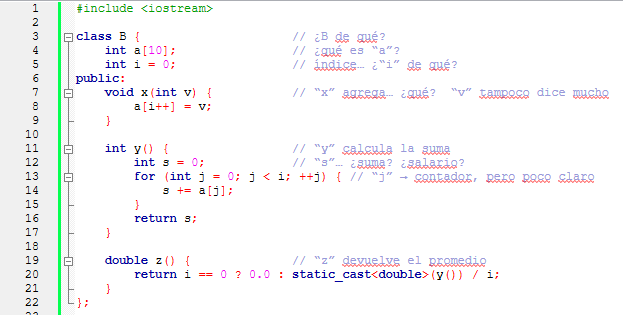 1 #include <iostream>
2
3 class B { // ¿B de qué?
4 int a[10]; // ¿qué es “a”?
5 int i = 0; // índice… ¿“i” de qué?
6 public:
7 void x(int v) { // “x” agrega… ¿qué? “v” tampoco dice mucho
8 a[i++] = v;
9 }
10
11 int y() { // “y” calcula la suma
12 int s = 0; // “s”… ¿suma? ¿salario?
13 for (int j = 0; j < i; ++j) { // “j” → contador, pero poco claro
14 s += a[j];
15 }
16 return s;
17 }
18
19 double z() { // “z” devuelve el promedio
20 return i == 0 ? 0.0 : static_cast<double>(y()) / i;
21 }
22 };